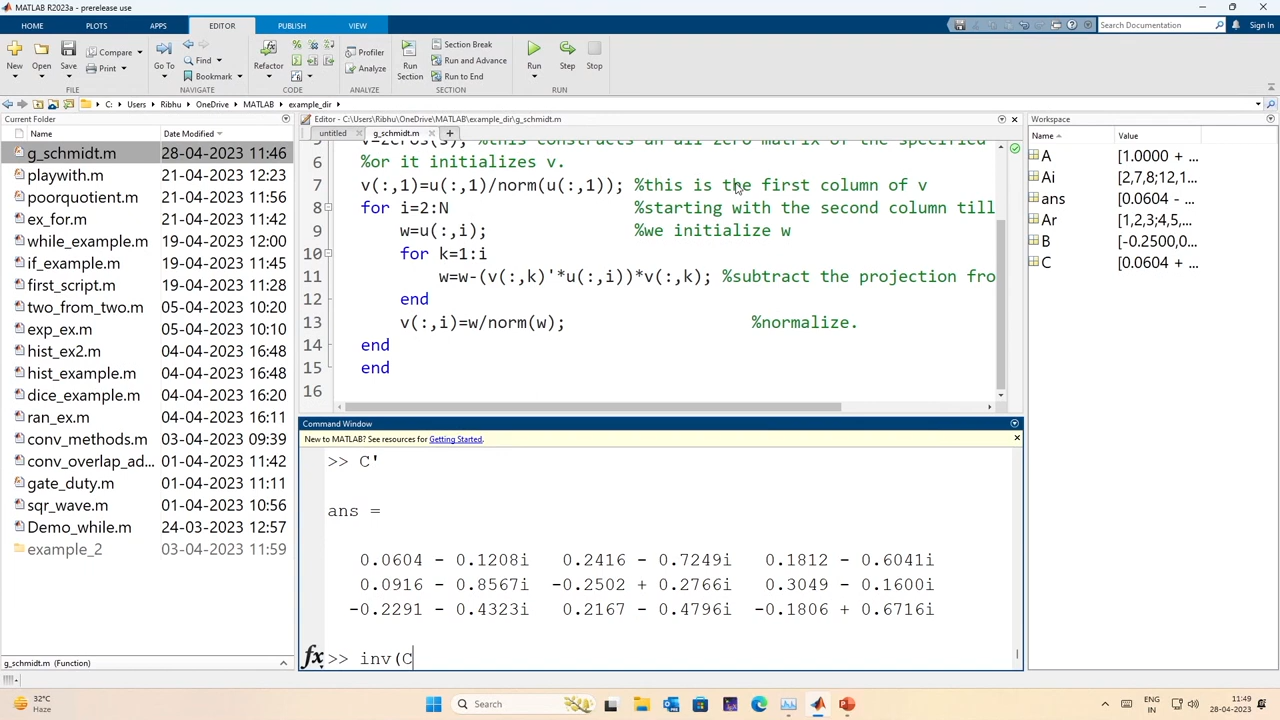 MATLAB R2023a - prerelease use
HOME PLOTS APPS EDITOR PUBLISH VIEW Search Documentation Sign In
New Open Save Compare Print Go To Find Bookmark Refactor Profiler Analyze Run Section Section Break Run and Advance Run to End Run Step Stop
FILE NAVIGATE CODE ANALYZE SECTION RUN
C: Users Ribhu OneDrive MATLAB example_dir
Current Folder
Name Date Modified
g_schmidt.m 28-04-2023 11:46
playwith.m 21-04-2023 12:23
poorquotient.m 21-04-2023 11:42
ex_for.m 21-04-2023 11:42
while_example.m 19-04-2023 12:00
if_example.m 19-04-2023 11:38
first_script.m 19-04-2023 11:28
two_from_two.m 05-04-2023 10:20
exp_ex.m 05-04-2023 10:10
hist_ex2.m 04-04-2023 16:48
hist_example.m 04-04-2023 16:48
dice_example.m 04-04-2023 16:20
ran_ex.m 04-04-2023 16:11
conv_methods.m 03-04-2023 09:39
conv_overlap_ad... 01-04-2023 11:42
gate_duty.m 01-04-2023 11:11
sqr_wave.m 01-04-2023 10:56
Demo_while.m 24-03-2023 12:57
example_2 03-04-2023 11:59
g_schmidt.m (Function)
Editor - C:\Users\Ribhu\OneDrive\MATLAB\example_dir\g_schmidt.m
untitled g_schmidt.m
5 v=zeros(s); %this constructs an all zero matrix of the specified
6 %or it initializes v.
7 v(:,1)=u(:,1)/norm(u(:,1)); %this is the first column of v
8 for i=2:N %starting with the second column till
9 w=u(:,i); %we initialize w
10 for k=1:i
11 w=w-(v(:,k)'*u(:,i))*v(:,k); %subtract the projection fro
12 end
13 v(:,i)=w/norm(w); %normalize.
14 end
15 end
16
Command Window
New to MATLAB? See resources for Getting Started.
>> C'
ans =
0.0604 - 0.1208i 0.2416 - 0.7249i 0.1812 - 0.6041i
0.0916 - 0.8567i -0.2502 + 0.2766i 0.3049 - 0.1600i
-0.2291 - 0.4323i 0.2167 - 0.4796i -0.1806 + 0.6716i
fx >> inv(C
Workspace
Name Value
A [1.0000 + ...
Ai [2,7,8;12,1...
ans [0.0604 - ...
Ar [1,2,3;4,5,...
B [-0.2500,0...
C [0.0604 + ...
32°C
Haze
Search
ENG
IN
11:49
28-04-2023